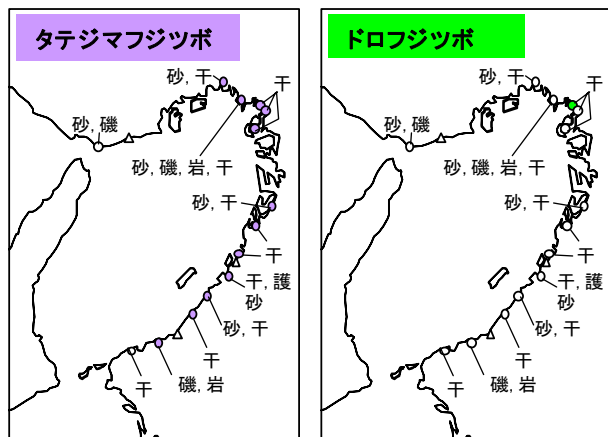 タテジマフジツボ
砂, 干
干
砂, 磯
砂, 磯, 岩, 干
砂, 干
干
干, 護
砂
砂, 干
干
磯, 岩
干
ドロフジツボ
砂, 干
干
砂, 磯
砂, 磯, 岩, 干
砂, 干
干
干, 護
砂
砂, 干
干
磯, 岩
干